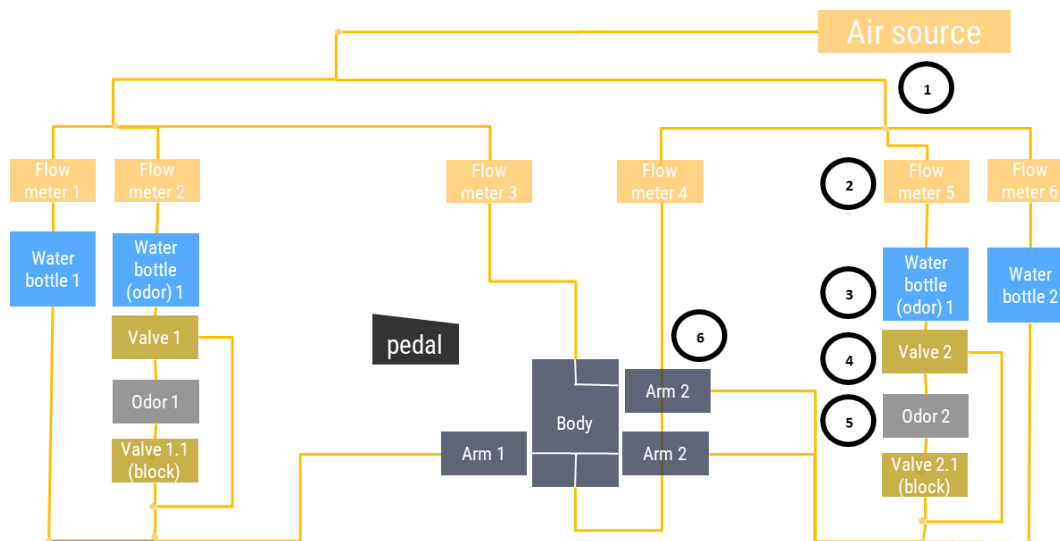 Air source
1
Flow
meter 1
Flow
meter 2
Flow
meter 3
Flow
meter 4
2
Flow
meter 5
Flow
meter 6
Water
bottle 1
Water
bottle
(odor) 1
3
Water
bottle
(odor) 1
Water
bottle 2
Valve 1
pedal
6
4
Valve 2
Odor 1
Body
Arm 2
5
Odor 2
Valve 1.1
(block)
Arm 1
Arm 2
Valve 2.1
(block)